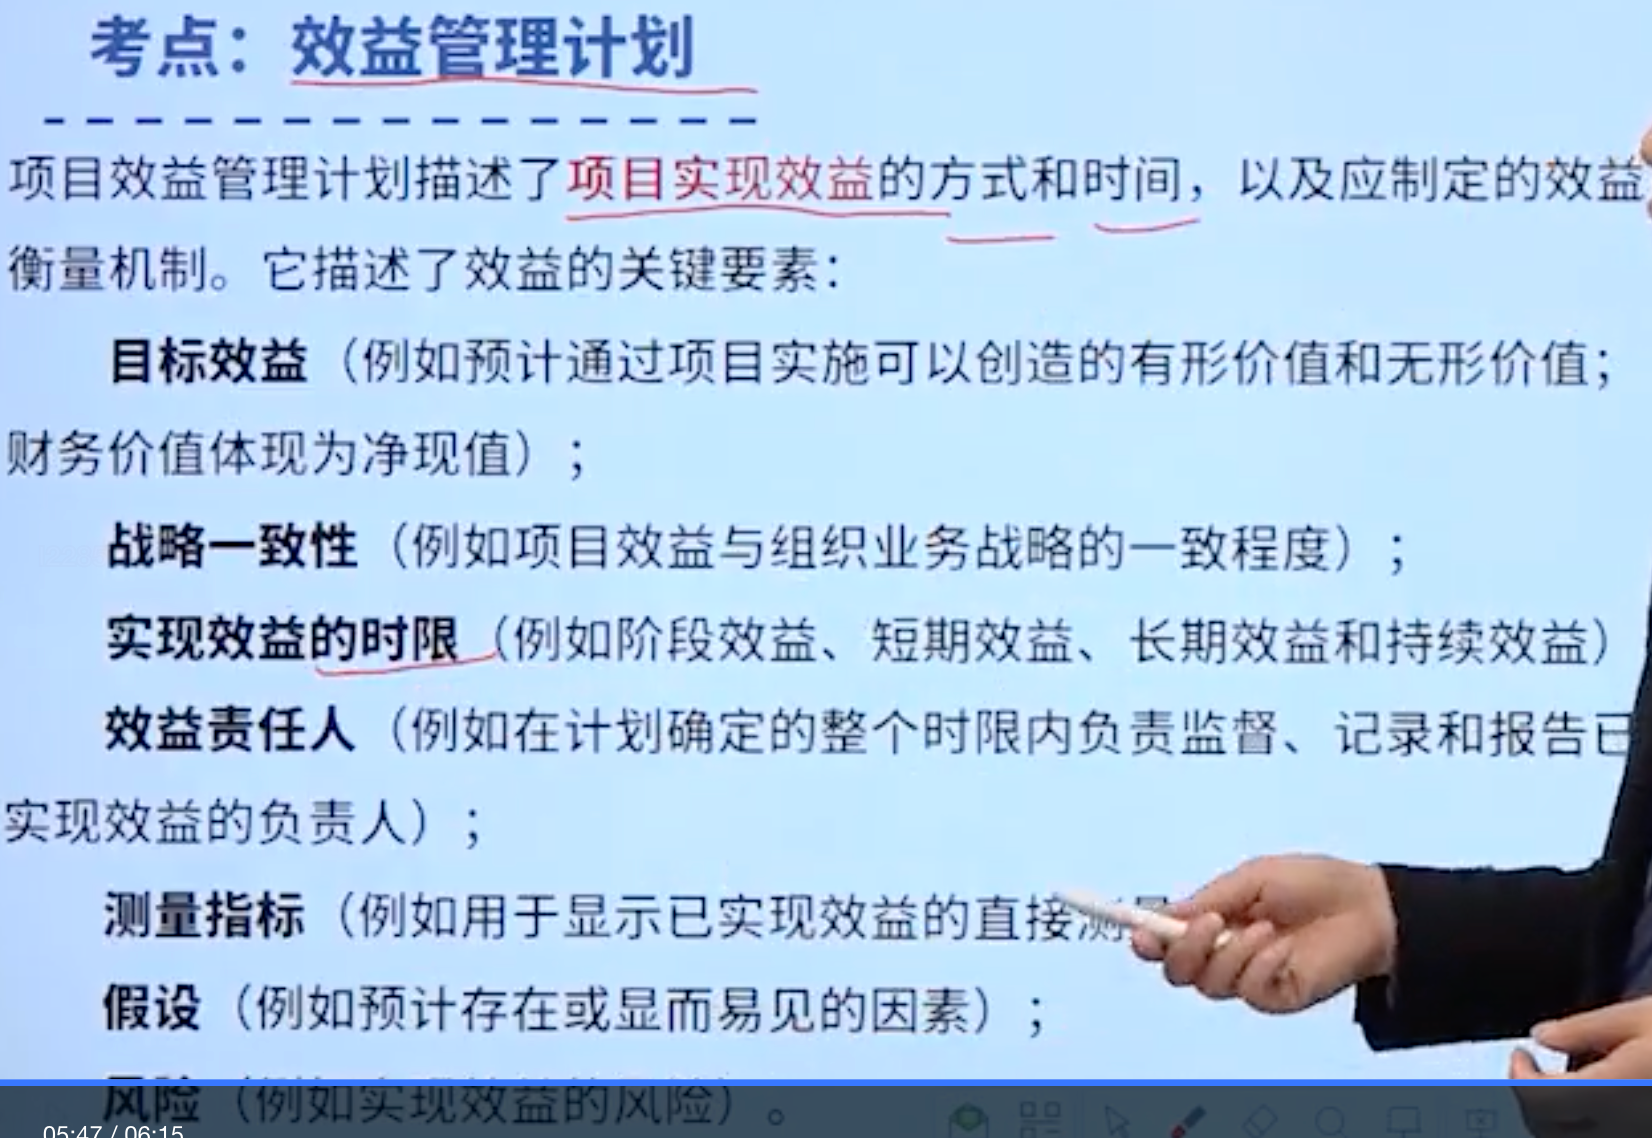 考点：效益管理计划
项目效益管理计划描述了项目实现效益的方式和时间，以及应制定的效益
衡量机制。它描述了效益的关键要素：
目标效益（例如预计通过项目实施可以创造的有形价值和无形价值；
财务价值体现为净现值）；
战略一致性（例如项目效益与组织业务战略的一致程度）；
实现效益的时限（例如阶段效益、短期效益、长期效益和持续效益）
效益责任人（例如在计划确定的整个时限内负责监督、记录和报告已
实现效益的负责人）；
测量指标（例如用于显示已实现效益的直接测量
假设（例如预计存在或显而易见的因素）；
风险（例如实现效益的风险）。
05:47 / 06:15